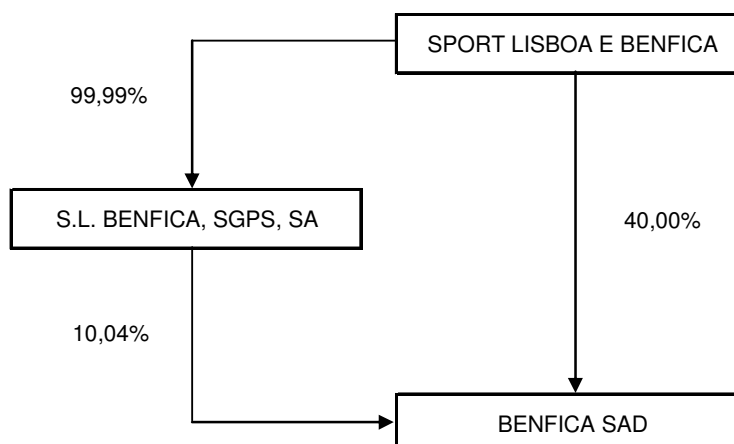 SPORT LISBOA E BENFICA
99,99%
S.L. BENFICA, SGPS, SA
40,00%
10,04%
BENFICA SAD